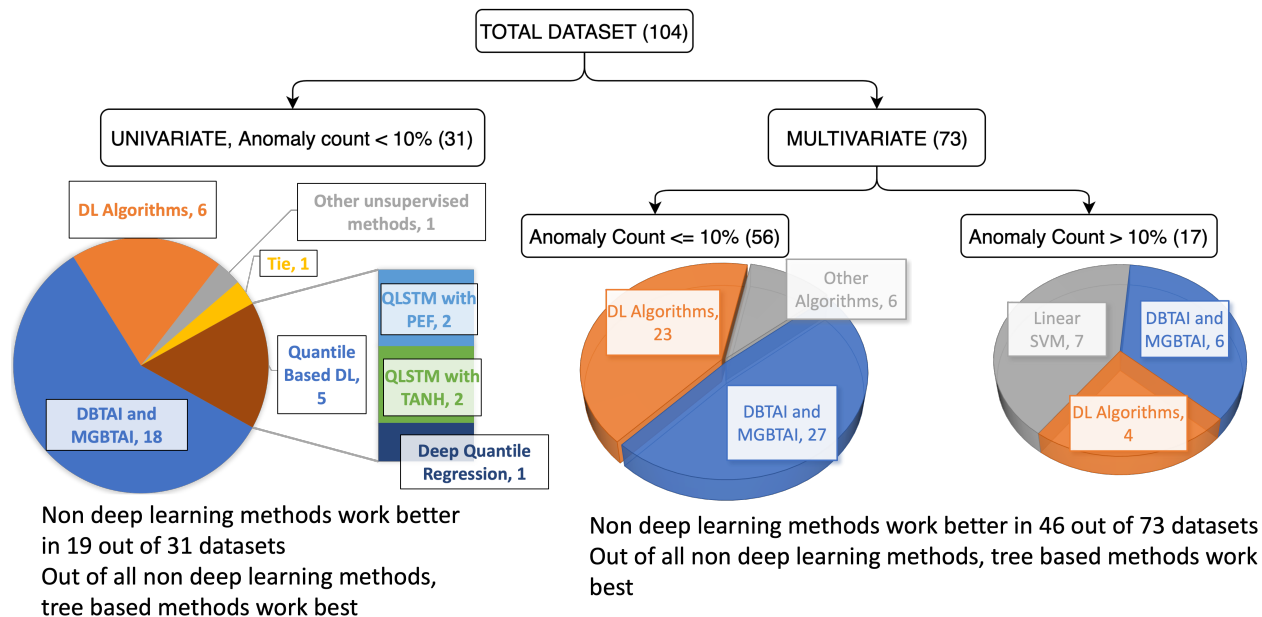 TOTAL DATASET (104)
UNIVARIATE, Anomaly count < 10% (31)
MULTIVARIATE (73)
DL Algorithms, 6
Other unsupervised
methods, 1
Tie, 1
QLSTM with
PEF, 2
Quantile
Based DL,
5
QLSTM with
TANH, 2
DBTAI and
MGBTAI, 18
Deep Quantile
Regression, 1
Anomaly Count <= 10% (56)
Anomaly Count > 10% (17)
DL Algorithms,
23
Other
Algorithms, 6
DBTAI and
MGBTAI, 27
Linear
SVM, 7
DBTAI and
MGBTAI, 6
DL Algorithms,
4
Non deep learning methods work better
in 19 out of 31 datasets
Out of all non deep learning methods,
tree based methods work best
Non deep learning methods work better in 46 out of 73 datasets
Out of all non deep learning methods, tree based methods work
best